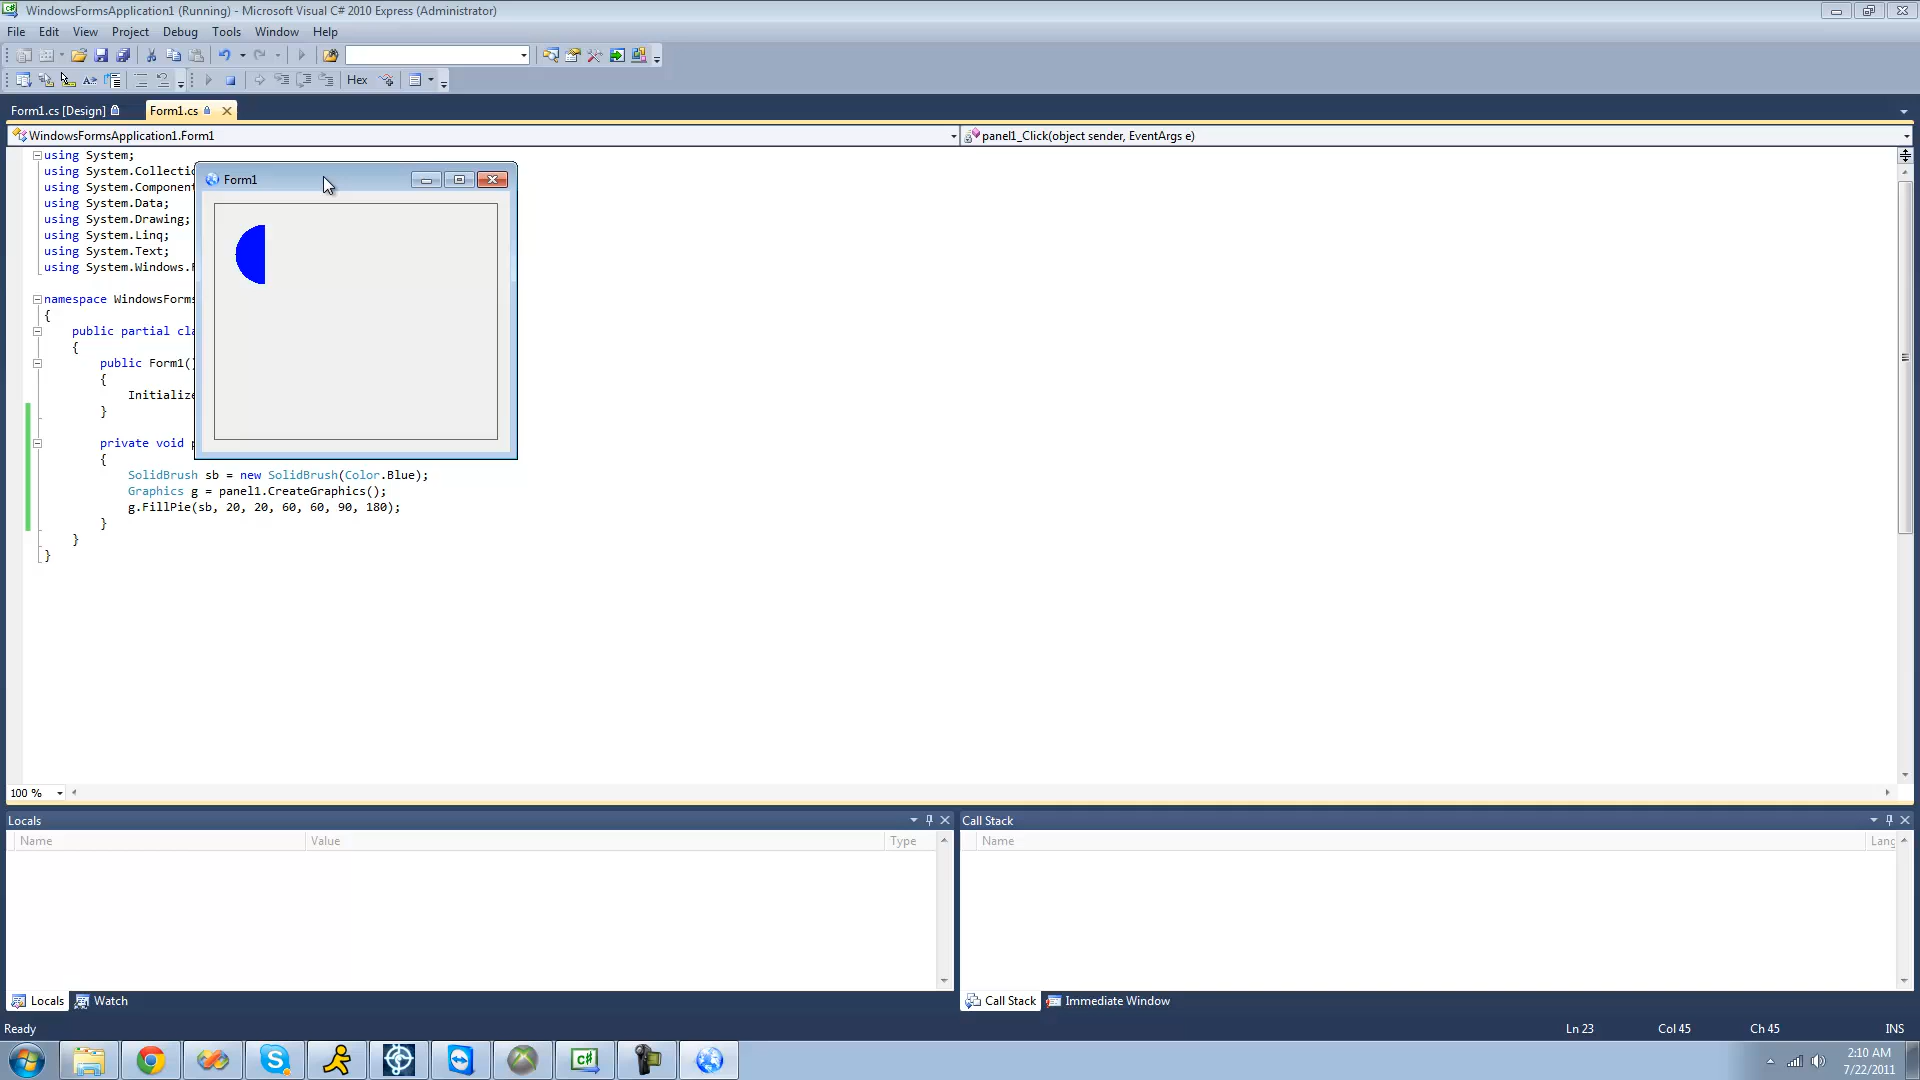 WindowsFormsApplication1 (Running) - Microsoft Visual C# 2010 Express (Administrator)
File Edit View Project Debug Tools Window Help
Hex
Form1.cs [Design] Form1.cs
WindowsFormsApplication1.Form1 panel1_Click(object sender, EventArgs e)
using System;
using System.Collectio
using System.Component
using System.Data;
using System.Drawing;
using System.Linq;
using System.Text;
using System.Windows.F
Form1
namespace WindowsForms
{
public partial cla
{
public Form1()
{
Initialize
}
private void p
{
SolidBrush sb = new SolidBrush(Color.Blue);
Graphics g = panel1.CreateGraphics();
g.FillPie(sb, 20, 20, 60, 60, 90, 180);
}
}
}
100 %
Locals
Name Value Type
Call Stack
Name Lang
Locals Watch
Call Stack Immediate Window
Ready Ln 23 Col 45 Ch 45 INS
C#
2:10 AM
7/22/2011